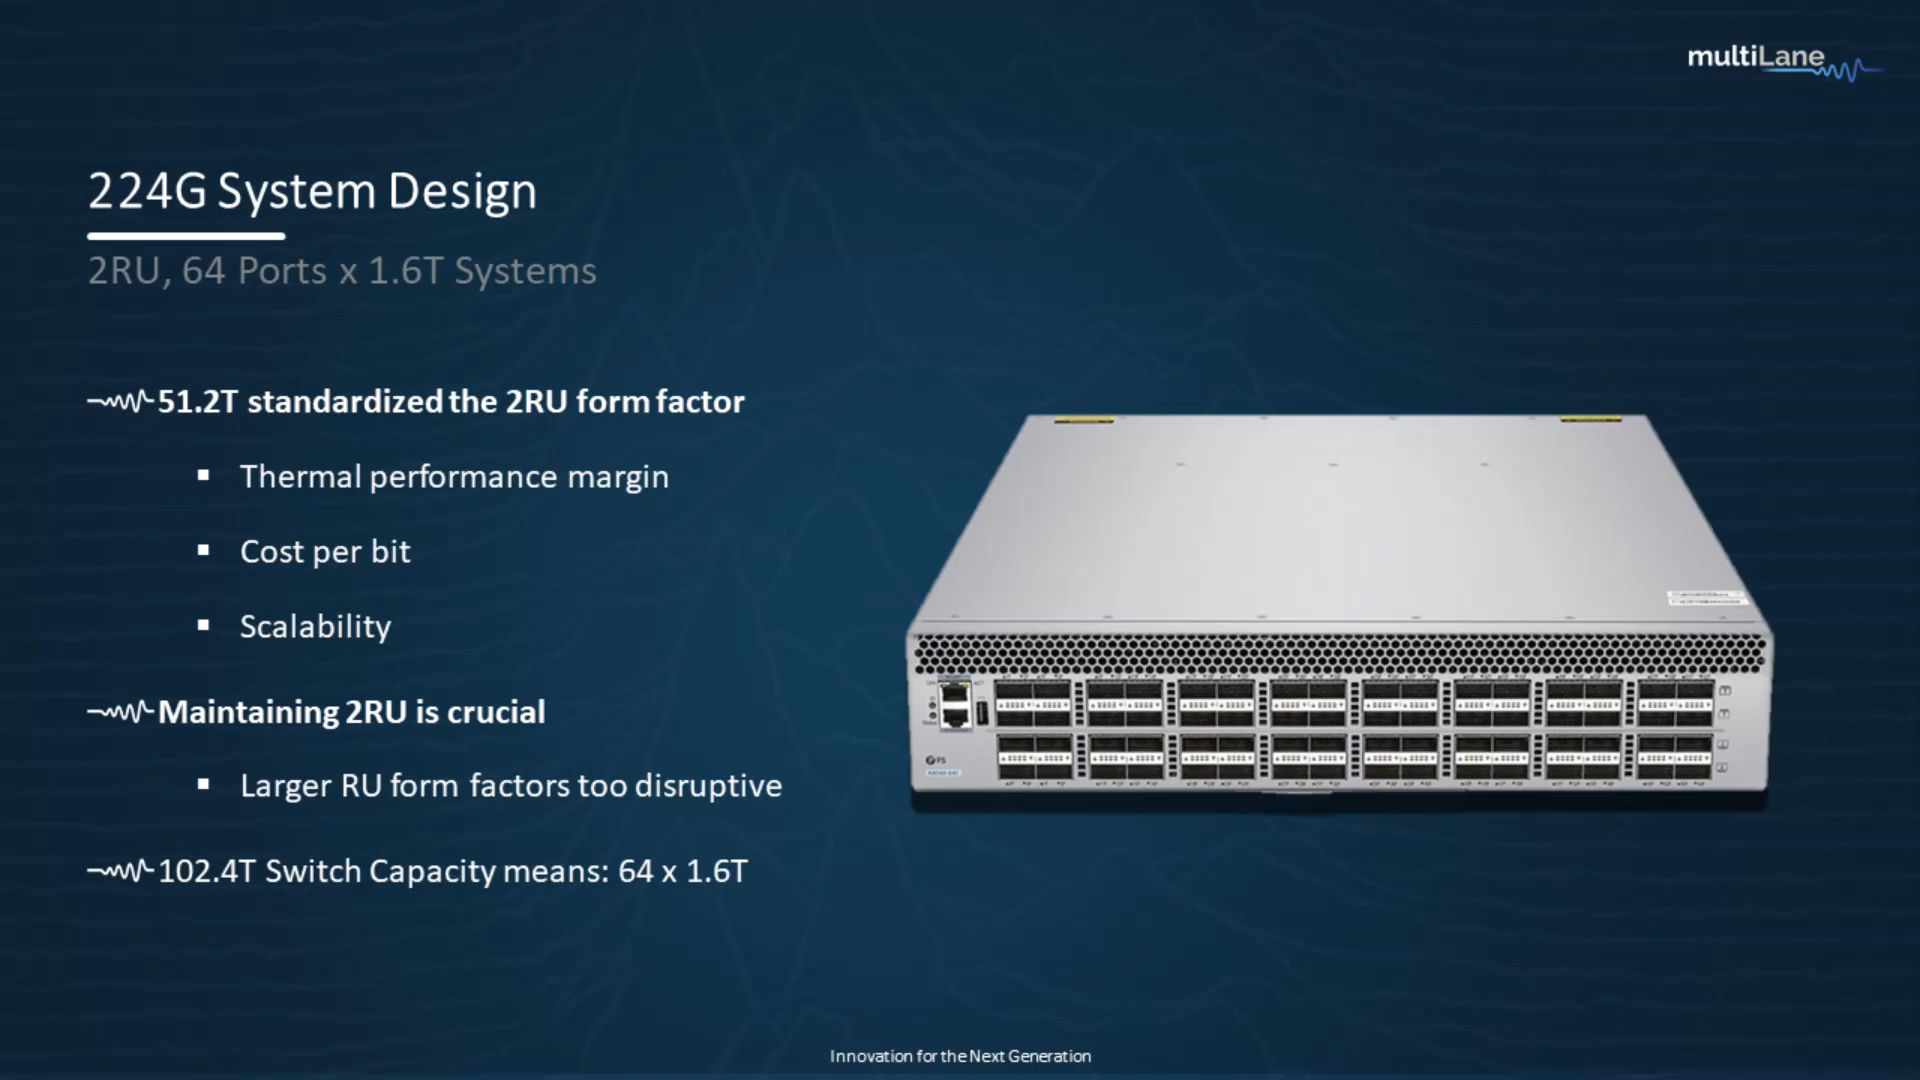 multiLane
224G System Design
2RU, 64 Ports x 1.6T Systems
51.2T standardized the 2RU form factor
Thermal performance margin
Cost per bit
Scalability
Maintaining 2RU is crucial
Larger RU form factors too disruptive
102.4T Switch Capacity means: 64 x 1.6T
FS
Innovation for the Next Generation